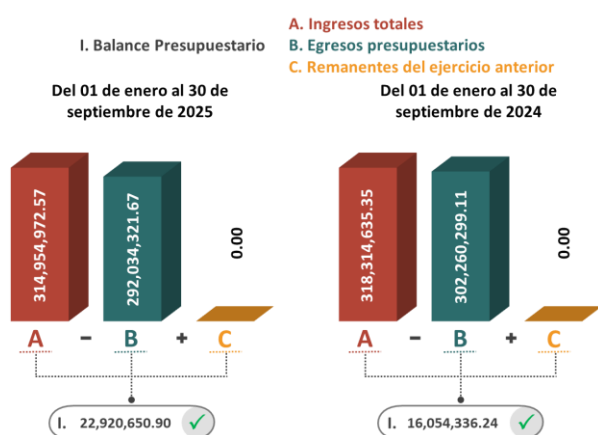 A. Ingresos totales
I. Balance Presupuestario
B. Egresos presupuestarios
C. Remanentes del ejercicio anterior
Del 01 de enero al 30 de
septiembre de 2025
314,954,972.57
292,034,321.67
0.00
A – B + C
I. 22,920,650.90
Del 01 de enero al 30 de
septiembre de 2024
318,314,635.35
302,260,299.11
0.00
A – B + C
I. 16,054,336.24